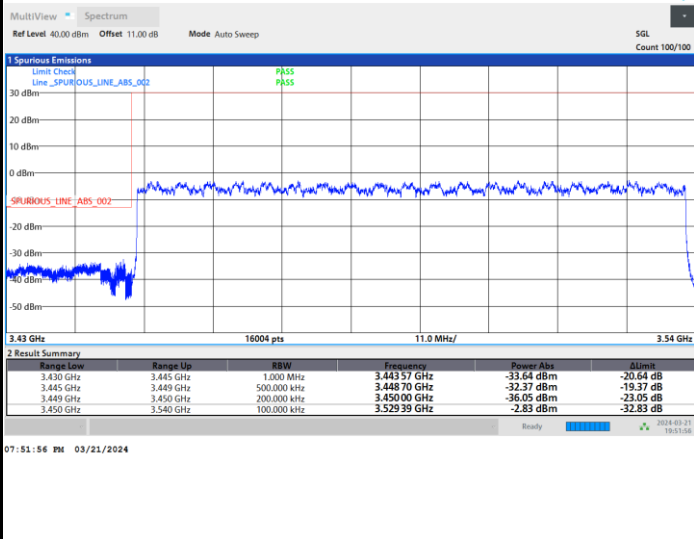 MultiView Spectrum
Ref Level 40.00 dBm Offset 11.00 dB Mode Auto Sweep SGL
Count 100/100
1 Spurious Emissions
Limit Check PASS
Line _SPURIOUS_LINE_ABS_002 PASS
30 dBm
20 dBm
10 dBm
0 dBm
_SPURIOUS_LINE_ABS_002
-20 dBm
-30 dBm
-40 dBm
-50 dBm
3.43 GHz 16004 pts 11.0 MHz/ 3.54 GHz
2 Result Summary
Range Low Range Up RBW Frequency Power Abs ΔLimit
3.430 GHz 3.445 GHz 1.000 MHz 3.443 57 GHz -33.64 dBm -20.64 dB
3.445 GHz 3.449 GHz 500.000 kHz 3.448 70 GHz -32.37 dBm -19.37 dB
3.449 GHz 3.450 GHz 200.000 kHz 3.450 00 GHz -36.05 dBm -23.05 dB
3.450 GHz 3.540 GHz 100.000 kHz 3.529 39 GHz -2.83 dBm -32.83 dB
Ready 2024-03-21
19:51:56
07:51:56 PM 03/21/2024